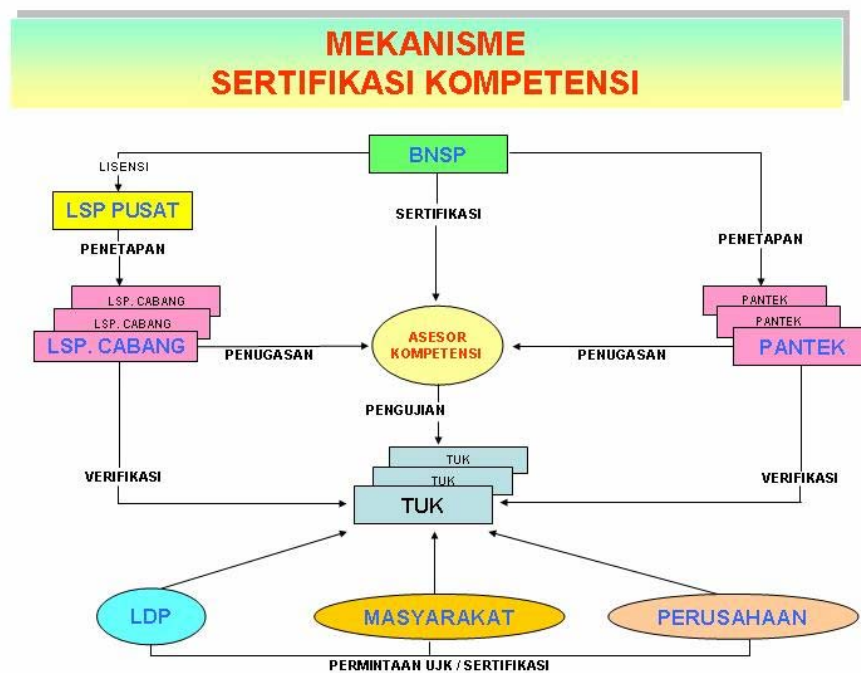 MEKANISME
SERTIFIKASI KOMPETENSI
BNSP
LISENSI
LSP PUSAT
SERTIFIKASI
PENETAPAN
PENETAPAN
LSP. CABANG
LSP. CABANG
LSP. CABANG
PANTEK
PANTEK
PANTEK
ASESOR
KOMPETENSI
PENUGASAN
PENUGASAN
PENGUJIAN
TUK
TUK
TUK
VERIFIKASI
VERIFIKASI
LDP
MASYARAKAT
PERUSAHAAN
PERMINTAAN UJK / SERTIFIKASI